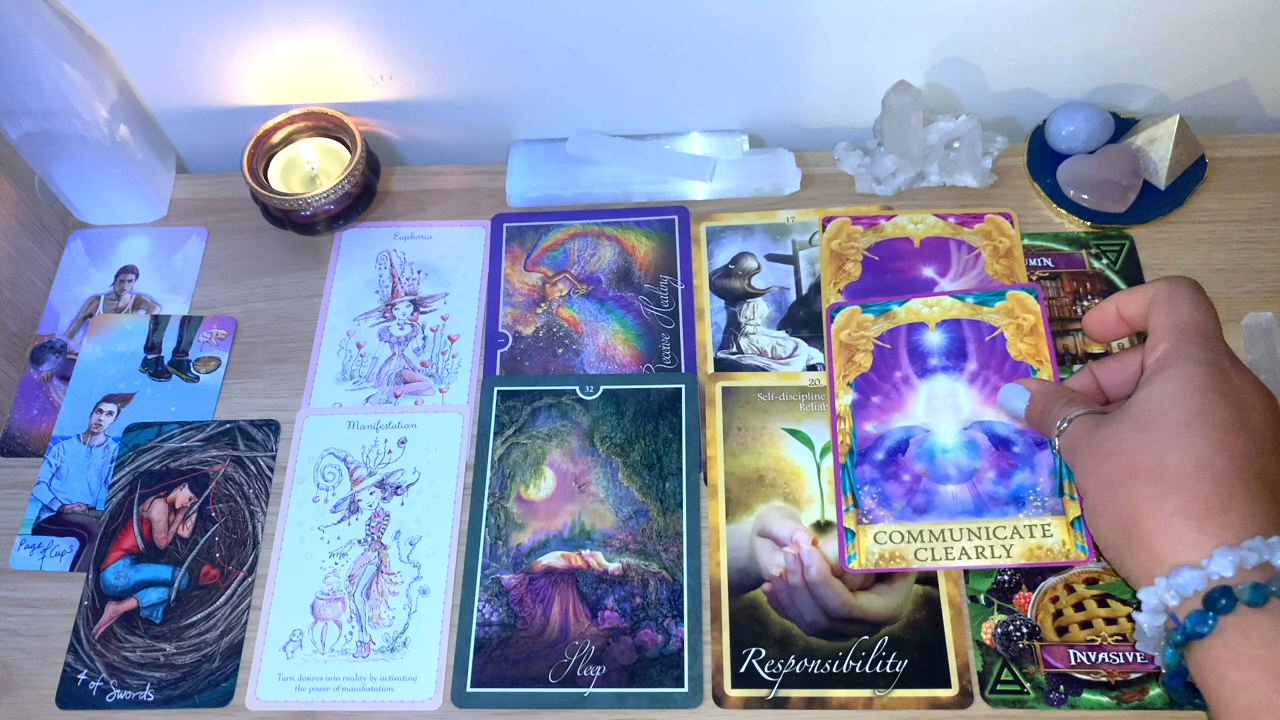 Euphoria
Receive Healing
17
UMIN
Page of Cups
4 of Swords
Manifestation
Turn desires into reality by activating
the power of manifestation.
32
Sleep
20.
Self-discipline
Reliab
Responsibility
COMMUNICATE
CLEARLY
INVASIVE